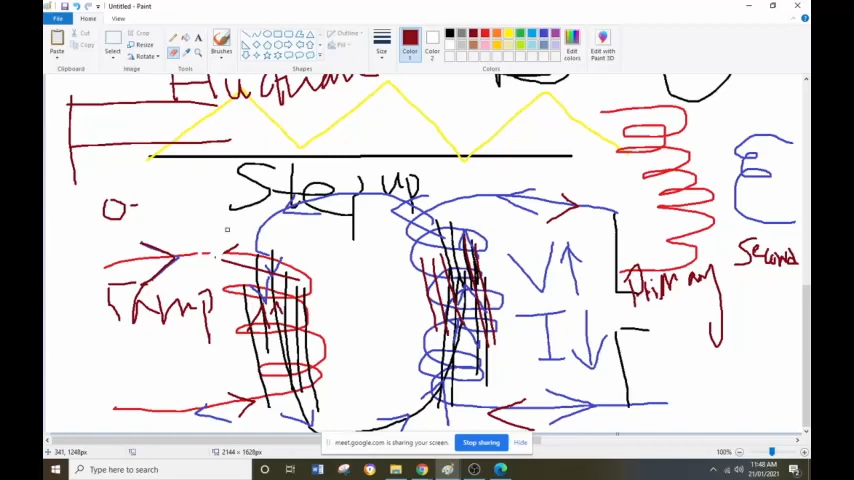 Untitled - Paint
File
Home
View
Paste
Cut
Copy
Clipboard
Select
Crop
Resize
Rotate
Image
Tools
Brushes
Shapes
Outline
Fill
Size
Color 1
Color 2
Colors
Edit colors
Edit with Paint 3D
Step up
Second
Primary
V
I
meet.google.com is sharing your screen.
Stop sharing
Hide
341, 1248px
2144 × 1628px
100%
Type here to search
11:48 AM
21/01/2021